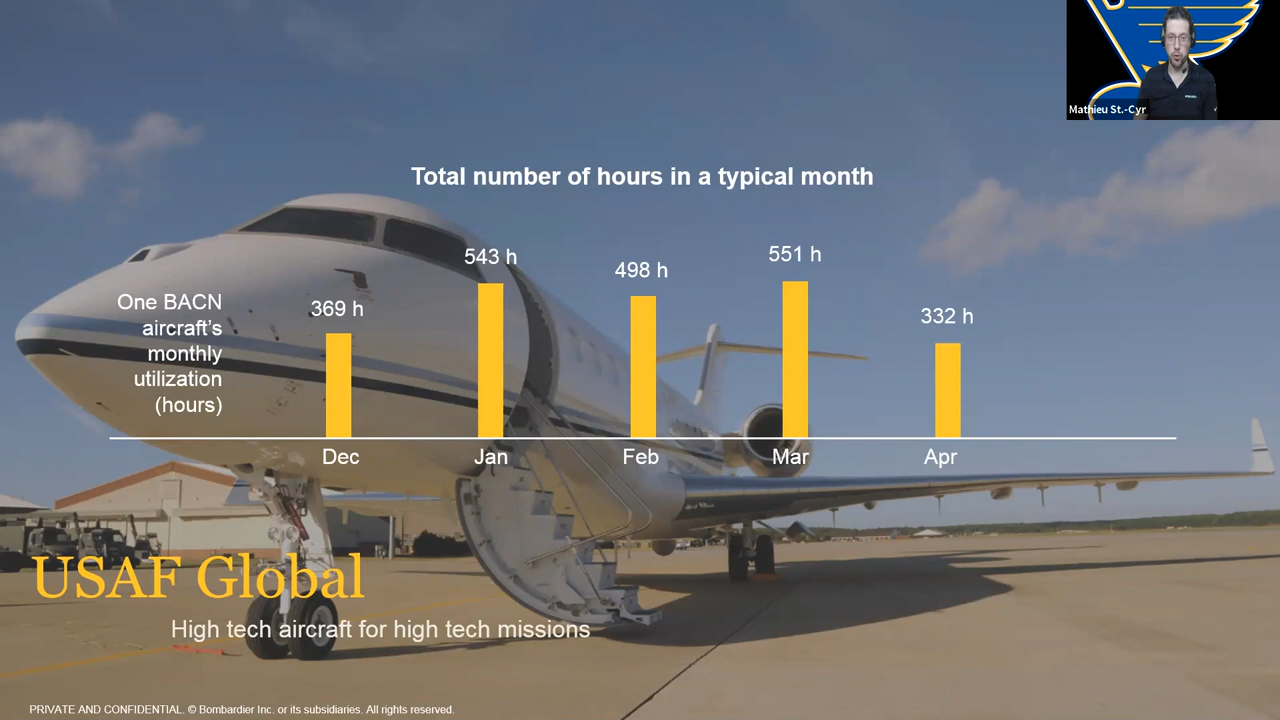 Mathieu St.-Cyr
Total number of hours in a typical month
One BACN
aircraft's
monthly
utilization
(hours)
369 h
543 h
498 h
551 h
332 h
Dec
Jan
Feb
Mar
Apr
USAF Global
High tech aircraft for high tech missions
PRIVATE AND CONFIDENTIAL. © Bombardier Inc. or its subsidiaries. All rights reserved.